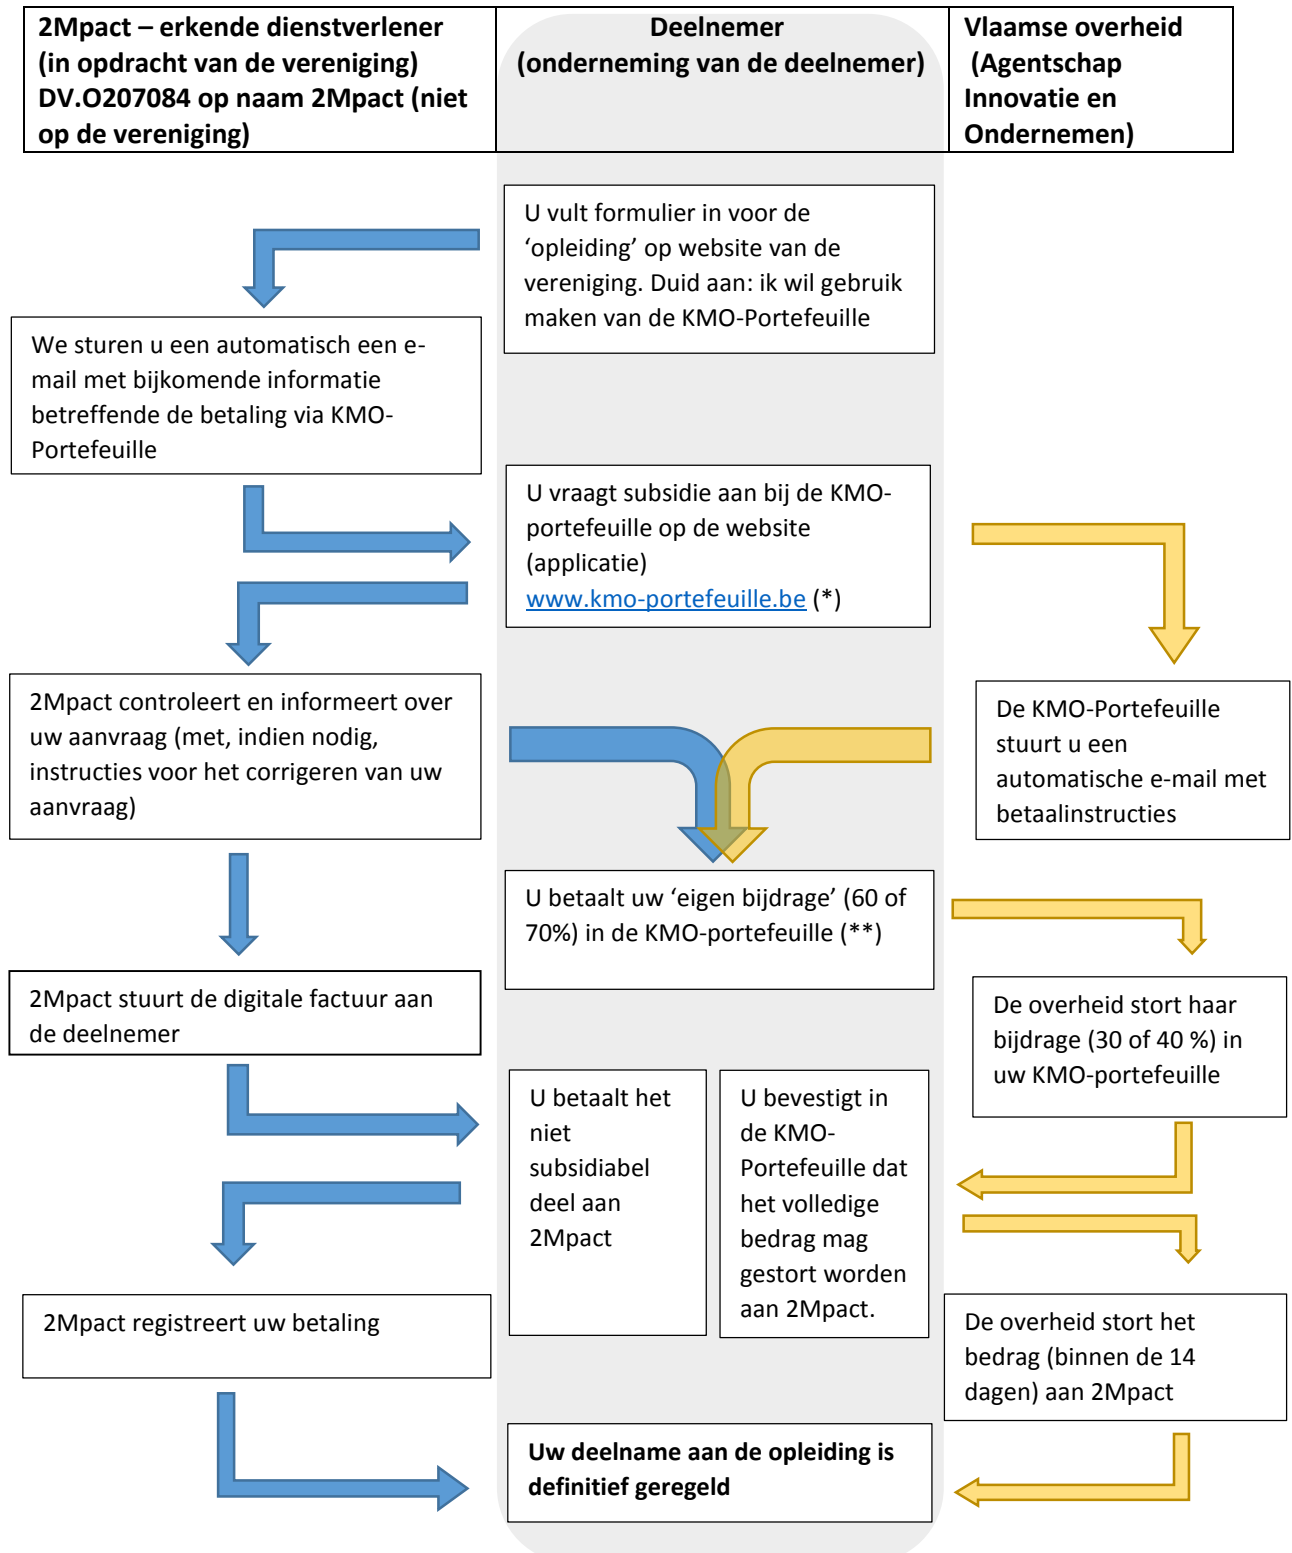 2Mpact – erkende dienstverlener
(in opdracht van de vereniging)
DV.O207084 op naam 2Mpact (niet
op de vereniging)
Deelnemer
(onderneming van de deelnemer)
Vlaamse overheid
(Agentschap
Innovatie en
Ondernemen)
U vult formulier in voor de
‘opleiding’ op website van de
vereniging. Duid aan: ik wil gebruik
maken van de KMO-Portefeuille
We sturen u een automatisch een e-
mail met bijkomende informatie
betreffende de betaling via KMO-
Portefeuille
U vraagt subsidie aan bij de KMO-
portefeuille op de website
(applicatie)
www.kmo-portefeuille.be (*)
2Mpact controleert en informeert over
uw aanvraag (met, indien nodig,
instructies voor het corrigeren van uw
aanvraag)
De KMO-Portefeuille
stuurt u een
automatische e-mail met
betaalinstructies
U betaalt uw ‘eigen bijdrage’ (60 of
70%) in de KMO-portefeuille (**)
2Mpact stuurt de digitale factuur aan
de deelnemer
De overheid stort haar
bijdrage (30 of 40 %) in
uw KMO-portefeuille
U betaalt het
niet
subsidiabel
deel aan
2Mpact
U bevestigt in
de KMO-
Portefeuille dat
het volledige
bedrag mag
gestort worden
aan 2Mpact.
2Mpact registreert uw betaling
De overheid stort het
bedrag (binnen de 14
dagen) aan 2Mpact
Uw deelname aan de opleiding is
definitief geregeld